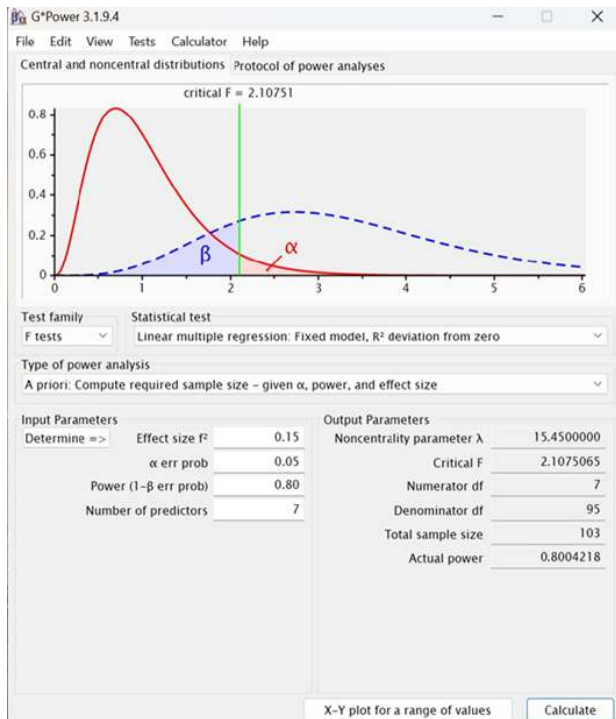 G*Power 3.1.9.4
File Edit View Tests Calculator Help
Central and noncentral distributions Protocol of power analyses
critical F = 2.10751
0.8
0.6
0.4
0.2
0
β
α
0 1 2 3 4 5 6
Test family Statistical test
F tests Linear multiple regression: Fixed model, R² deviation from zero
Type of power analysis
A priori: Compute required sample size – given α, power, and effect size
Input Parameters Output Parameters
Determine => Effect size f² 0.15 Noncentrality parameter λ 15.4500000
α err prob 0.05 Critical F 2.1075065
Power (1-β err prob) 0.80 Numerator df 7
Number of predictors 7 Denominator df 95
Total sample size 103
Actual power 0.8004218
X-Y plot for a range of values Calculate